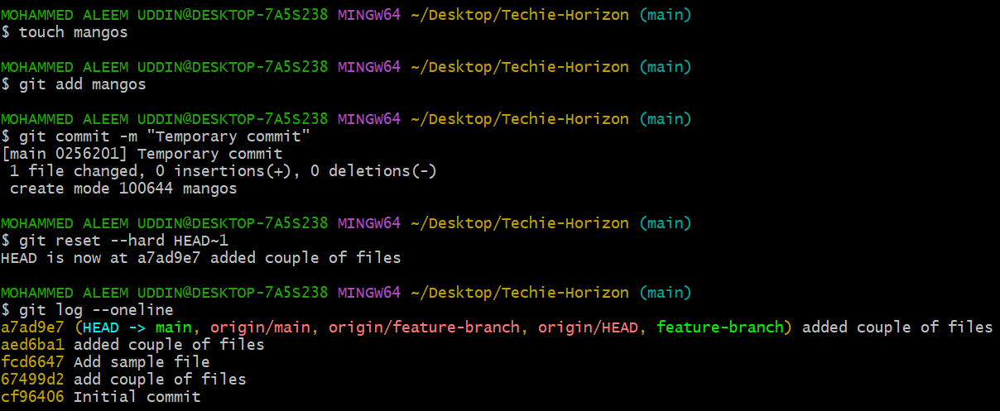 MOHAMMED ALEEM UDDIN@DESKTOP-7A5S238 MINGW64 ~/Desktop/Techie-Horizon (main)
$ touch mangos
MOHAMMED ALEEM UDDIN@DESKTOP-7A5S238 MINGW64 ~/Desktop/Techie-Horizon (main)
$ git add mangos
MOHAMMED ALEEM UDDIN@DESKTOP-7A5S238 MINGW64 ~/Desktop/Techie-Horizon (main)
$ git commit -m "Temporary commit"
[main 0256201] Temporary commit
 1 file changed, 0 insertions(+), 0 deletions(-)
 create mode 100644 mangos
MOHAMMED ALEEM UDDIN@DESKTOP-7A5S238 MINGW64 ~/Desktop/Techie-Horizon (main)
$ git reset --hard HEAD~1
HEAD is now at a7ad9e7 added couple of files
MOHAMMED ALEEM UDDIN@DESKTOP-7A5S238 MINGW64 ~/Desktop/Techie-Horizon (main)
$ git log --oneline
a7ad9e7 (HEAD -> main, origin/main, origin/feature-branch, origin/HEAD, feature-branch) added couple of files
aed6ba1 added couple of files
fcd6647 Add sample file
67499d2 add couple of files
cf96406 Initial commit